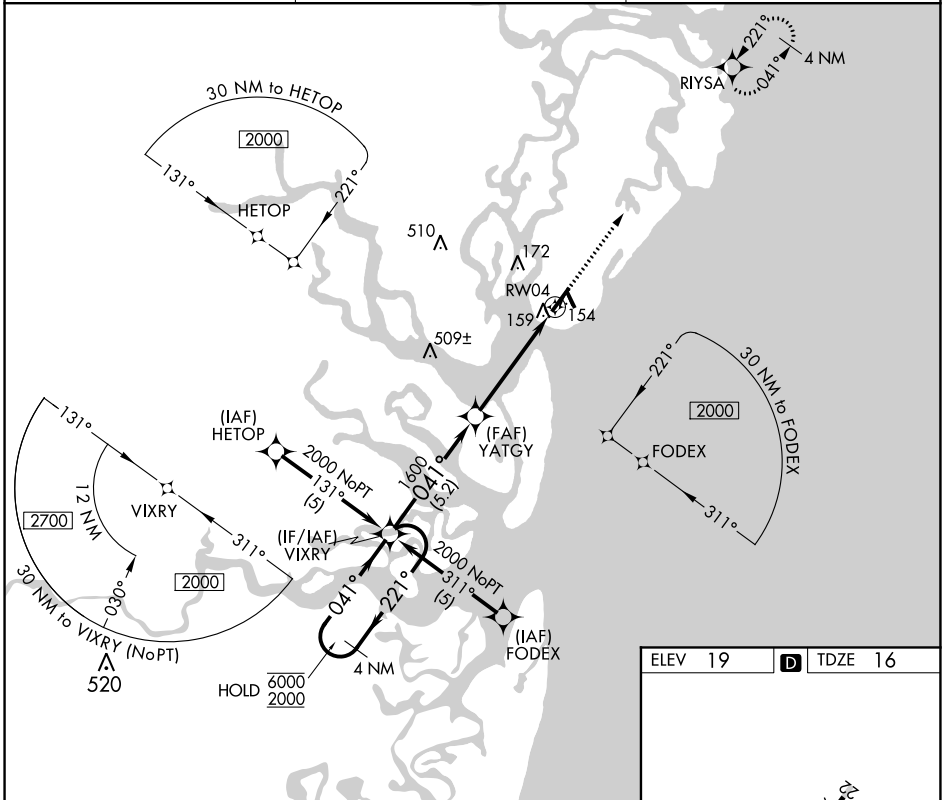 221°
041°
4 NM
RIYSA
30 NM to HETOP
2000
131°
221°
HETOP
510
172
RW04
159
154
509±
221°
30 NM to FODEX
2000
FODEX
311°
(FAF)
YATGY
(IAF)
HETOP
2000 NoPT
131°
(5)
1600
041°
(5.2)
131°
12 NM
VIXRY
2700
311°
2000
030°
30 NM to VIXRY (NoPT)
520
(IF/IAF)
VIXRY
2000 NoPT
311°
(5)
041°
221°
4 NM
HOLD 6000
2000
(IAF)
FODEX
ELEV 19 D TDZE 16
22